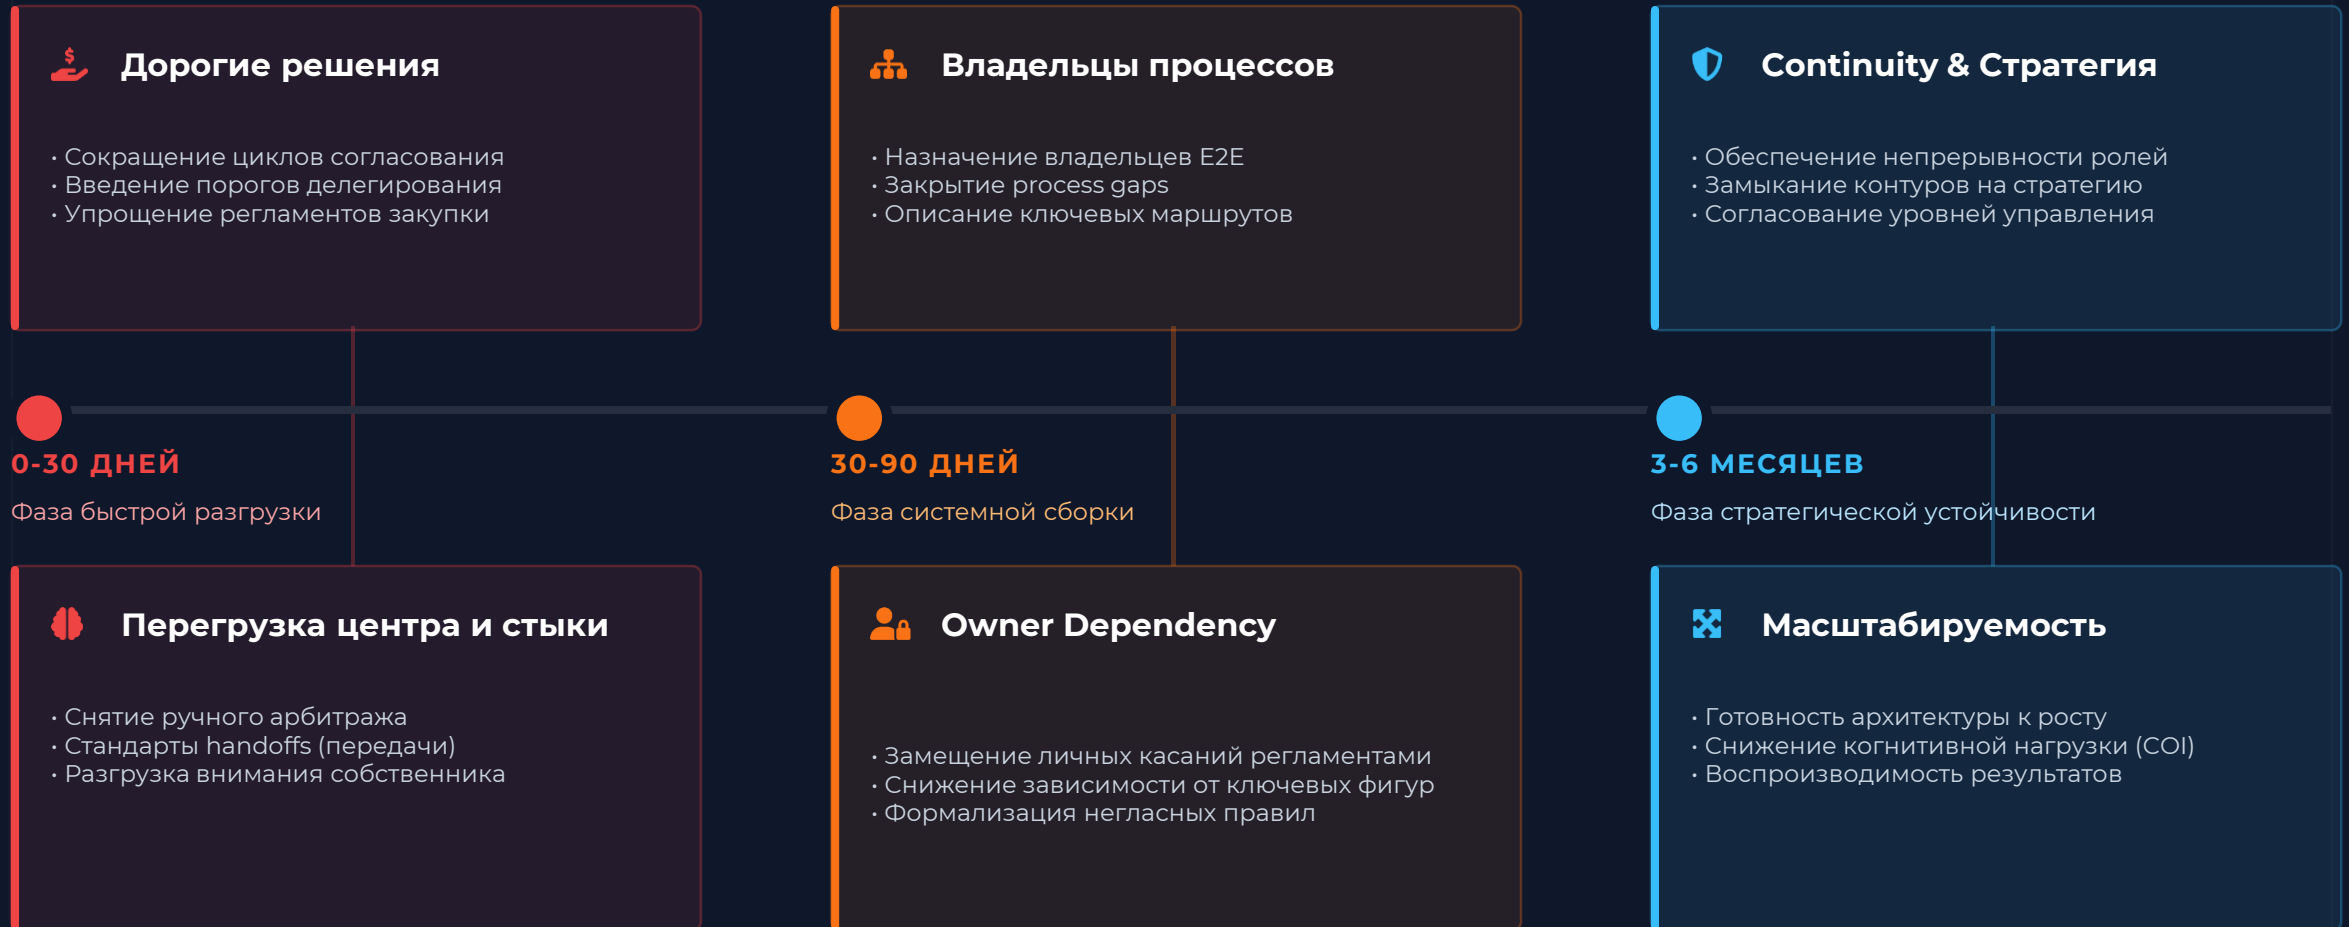 Дорогие решения
• Сокращение циклов согласования
• Введение порогов делегирования
• Упрощение регламентов закупки
Владельцы процессов
• Назначение владельцев E2E
• Закрытие process gaps
• Описание ключевых маршрутов
Continuity & Стратегия
• Обеспечение непрерывности ролей
• Замыкание контуров на стратегию
• Согласование уровней управления
0-30 ДНЕЙ
Фаза быстрой разгрузки
30-90 ДНЕЙ
Фаза системной сборки
3-6 МЕСЯЦЕВ
Фаза стратегической устойчивости
Перегрузка центра и стыки
• Снятие ручного арбитража
• Стандарты handoffs (передачи)
• Разгрузка внимания собственника
Owner Dependency
• Замещение личных касаний регламентами
• Снижение зависимости от ключевых фигур
• Формализация негласных правил
Масштабируемость
• Готовность архитектуры к росту
• Снижение когнитивной нагрузки (COI)
• Воспроизводимость результатов